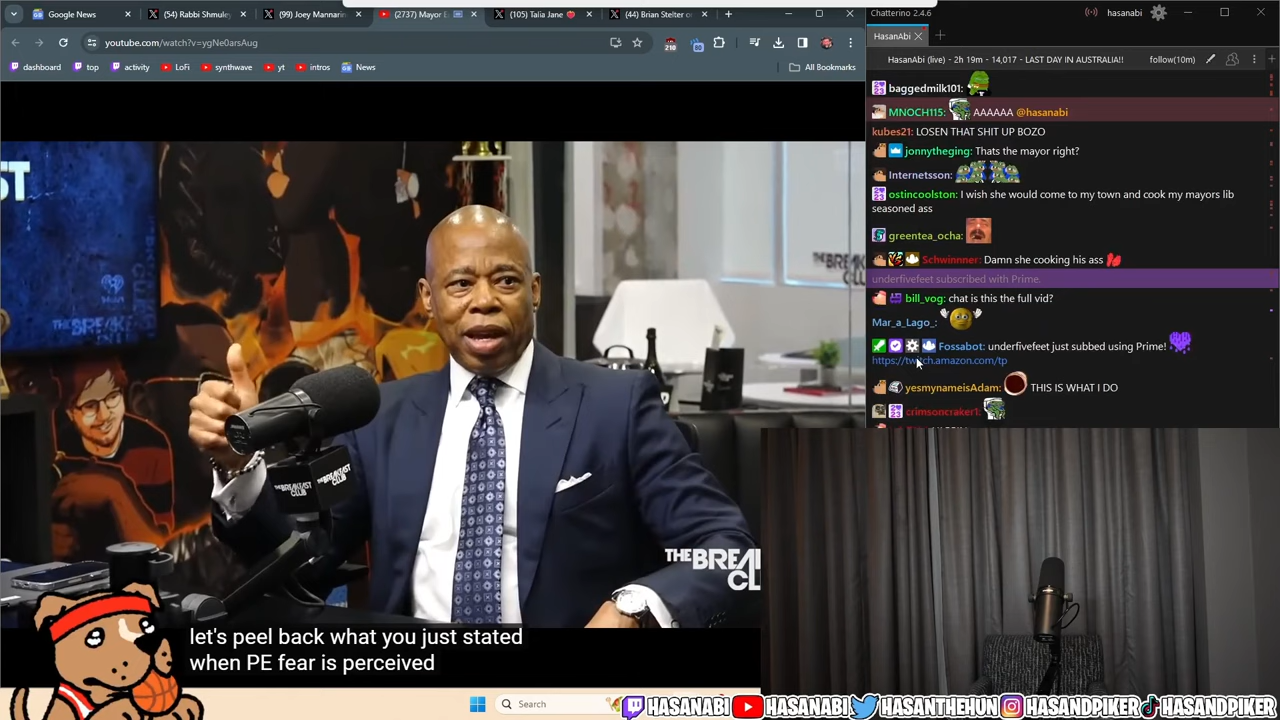 Google News
(54) Rabbi Shmule
(99) Joey Mannarin
(2737) Mayor E
(105) Talia Jane
(44) Brian Stelter
Chatterino 2.4.6
hasanabi
youtube.com/watch?v=ygNe0arsAug
210
HasanAbi
dashboard
top
activity
LoFi
synthwave
yt
intros
News
All Bookmarks
HasanAbi (live) - 2h 19m - 14,017 - LAST DAY IN AUSTRALIA!!
follow(10m)
baggedmilk101:
MNOCH115: AAAAAA @hasanabi
kubes21: LOSEN THAT SHIT UP BOZO
jonnytheging: Thats the mayor right?
Internetsson:
ostincoolston: I wish she would come to my town and cook my mayors lib
seasoned ass
greentea_ocha:
Schwinnner: Damn she cooking his ass
underfivefeet subscribed with Prime.
bill_vog: chat is this the full vid?
Mar_a_Lago_:
Fossabot: underfivefeet just subbed using Prime!
https://twitch.amazon.com/tp
yesmynameisAdam: THIS IS WHAT I DO
crimsoncraker1:
iHeart
THE BREAKFAST
THE BREAKFAST
CLUB
THE BREA
CL
let's peel back what you just stated
when PE fear is perceived
Search
HASANABI
HASANABI
HASANTHEHUN
HASANDPIKER
HASANDPIKER